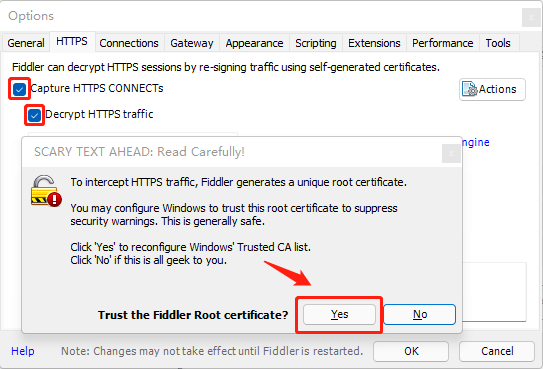 Options
General HTTPS Connections Gateway Appearance Scripting Extensions Performance Tools
Fiddler can decrypt HTTPS sessions by re-signing traffic using self-generated certificates.
Capture HTTPS CONNECTs
Actions
Decrypt HTTPS traffic
ngine
SCARY TEXT AHEAD: Read Carefully!
To intercept HTTPS traffic, Fiddler generates a unique root certificate.
You may configure Windows to trust this root certificate to suppress
security warnings. This is generally safe.
Click 'Yes' to reconfigure Windows' Trusted CA list.
Click 'No' if this is all geek to you.
Trust the Fiddler Root certificate? Yes No
Help Note: Changes may not take effect until Fiddler is restarted. OK Cancel